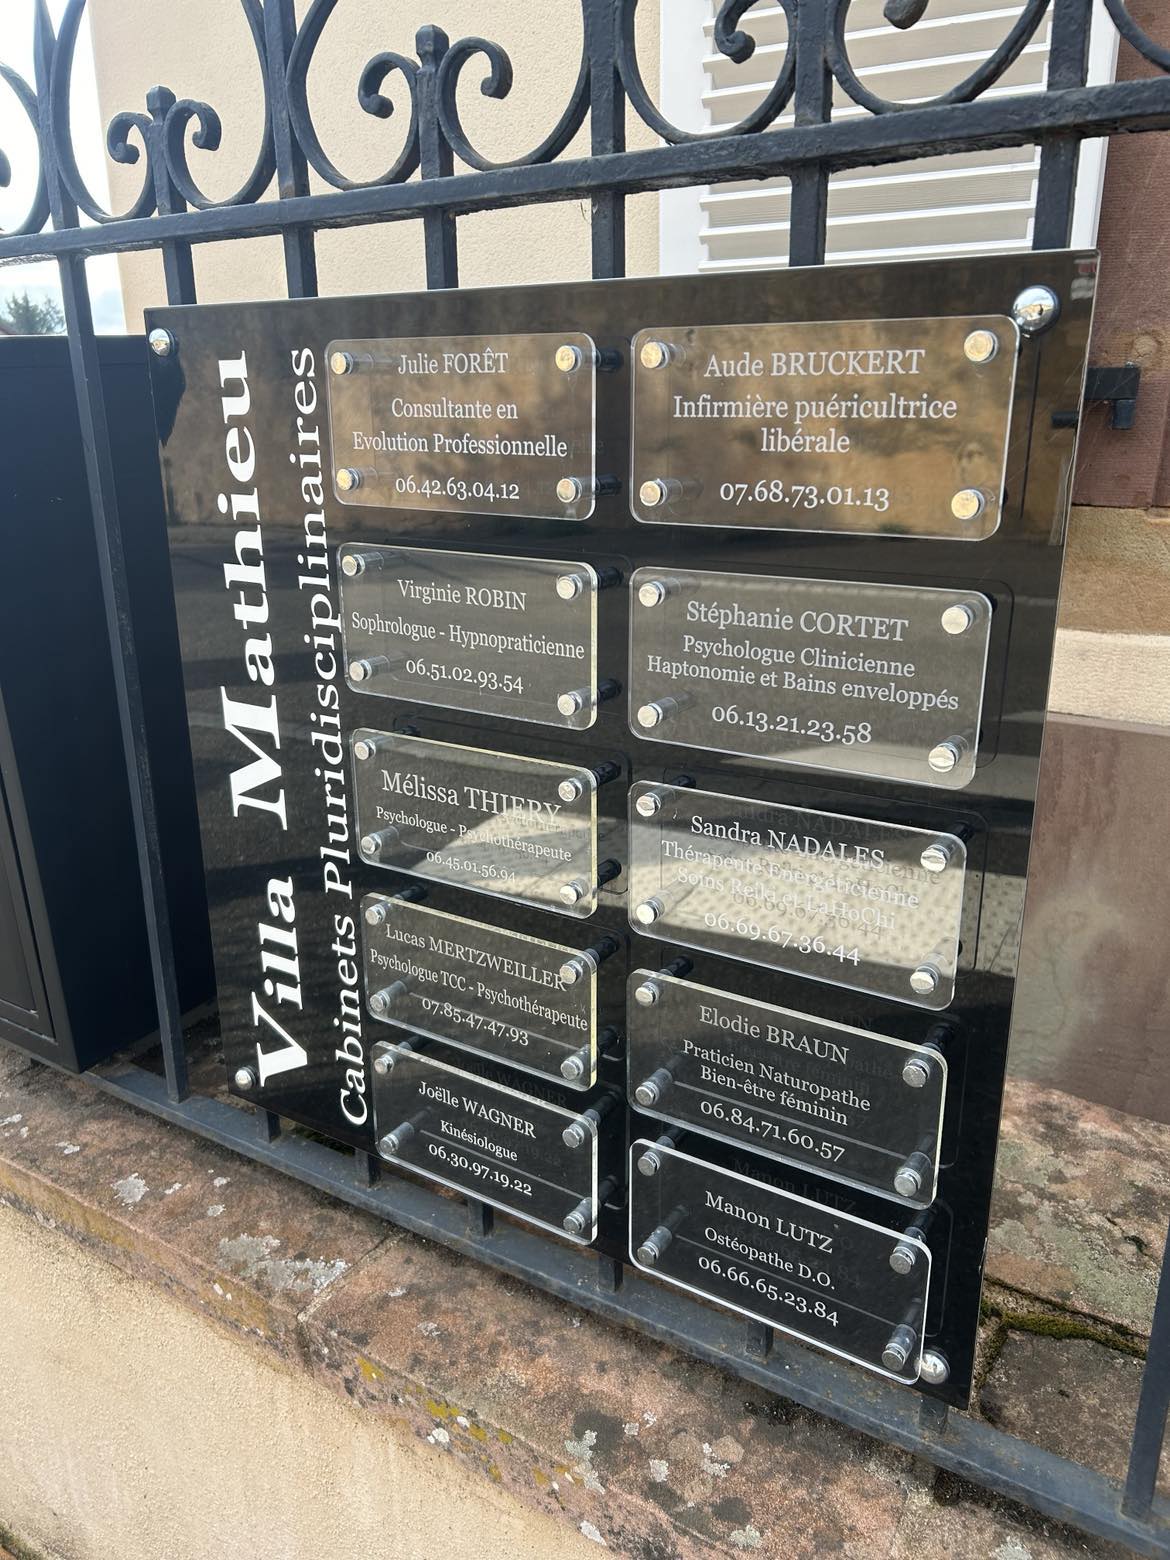 Villa Mathieu
Cabinets Pluridisciplinaires
Julie FORÊT
Consultante en
Evolution Professionnelle
06.42.63.04.12
Aude BRUCKERT
Infirmière puéricultrice
libérale
07.68.73.01.13
Virginie ROBIN
Sophrologue - Hypnopraticienne
06.51.02.93.54
Stéphanie CORTET
Psychologue Clinicienne
Haptonomie et Bains enveloppés
06.13.21.23.58
Mélissa THIERY
Psychologue - Psychothérapeute
06.45.01.56.94
Sandra NADALES
Thérapeute Energéticienne
Soins Reiki et LaHoChi
06.69.67.36.44
Lucas MERTZWEILLER
Psychologue TCC - Psychothérapeute
07.85.47.47.93
Elodie BRAUN
Praticien Naturopathe
Bien-être féminin
06.84.71.60.57
Joëlle WAGNER
Kinésiologue
06.30.97.19.22
Manon LUTZ
Ostéopathe D.O.
06.66.65.23.84